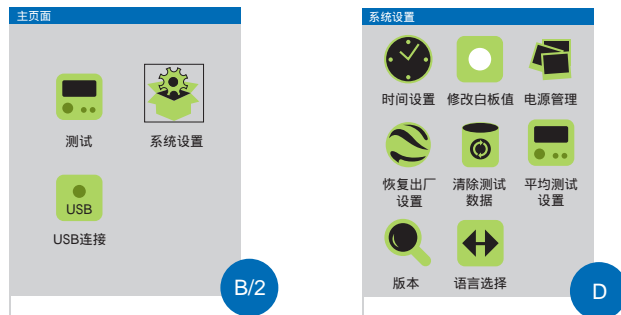 主页面
测试
系统设置
USB
USB连接
B/2
系统设置
时间设置
修改白板值
电源管理
恢复出厂
设置
清除测试
数据
平均测试
设置
版本
语言选择
D